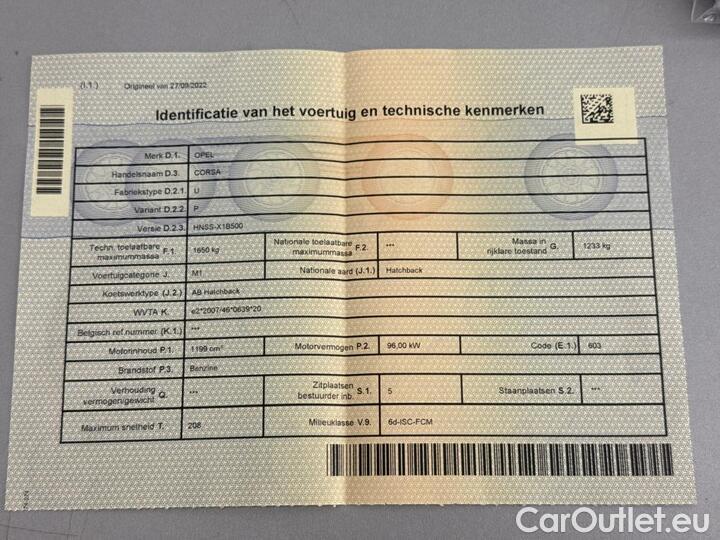 (I.1.) Origineel van 27/09/2022
Identificatie van het voertuig en technische kenmerken
Merk D.1. OPEL
Handelsnaam D.3. CORSA
Fabriekstype D.2.1. U
Variant D.2.2. P
Versie D.2.3. HNSS-X1B500
Techn. toelaatbare maximummassa F.1. 1650 kg Nationale toelaatbare maximummassa F.2. *** Massa in rijklare toestand G. 1233 kg
Voertuigcategorie J. M1 Nationale aard (J.1.) Hatchback
Koetswerktype (J.2.) AB Hatchback
WVTA K. e2*2007/46*0639*20
Belgisch ref.nummer (K.1.) ***
Motorinhoud P.1. 1199 cm³ Motorvermogen P.2. 96,00 kW Code (E.1.) 603
Brandstof P.3. Benzine
Verhouding vermogen/gewicht Q. *** Zitplaatsen bestuurder inb. S.1. 5 Staanplaatsen S.2. ***
Maximum snelheid T. 208 Milieuklasse V.9. 6d-ISC-FCM
CarOutlet.eu